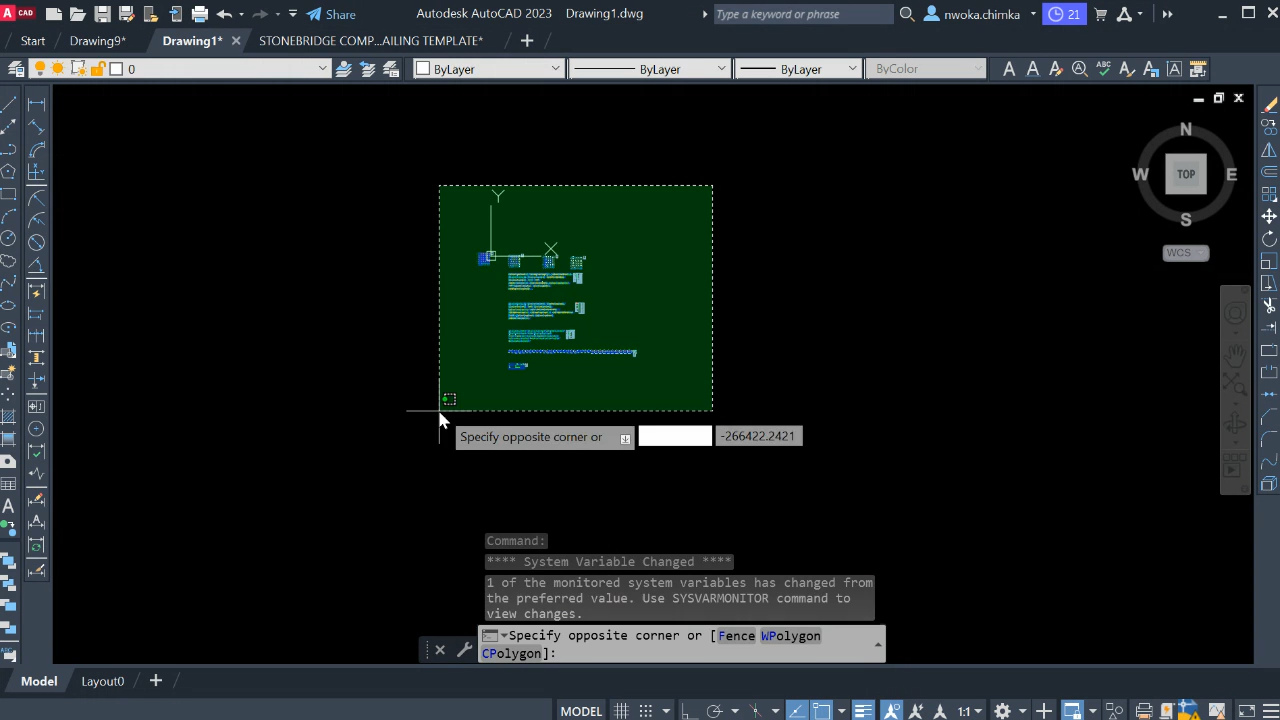 CAD
Share
Autodesk AutoCAD 2023
Drawing1.dwg
Type a keyword or phrase
nwoka.chimka
21
Start
Drawing9*
Drawing1*
STONEBRIDGE COMP...AILING TEMPLATE*
0
ByLayer
ByLayer
ByLayer
ByColor
N
W
TOP
E
S
WCS
Y
X
Specify opposite corner or
-266422.2421
Command:
**** System Variable Changed ****
1 of the monitored system variables has changed from
the preferred value. Use SYSVARMONITOR command to
view changes.
Specify opposite corner or [Fence WPolygon
CPolygon]:
Model
Layout0
MODEL
1:1